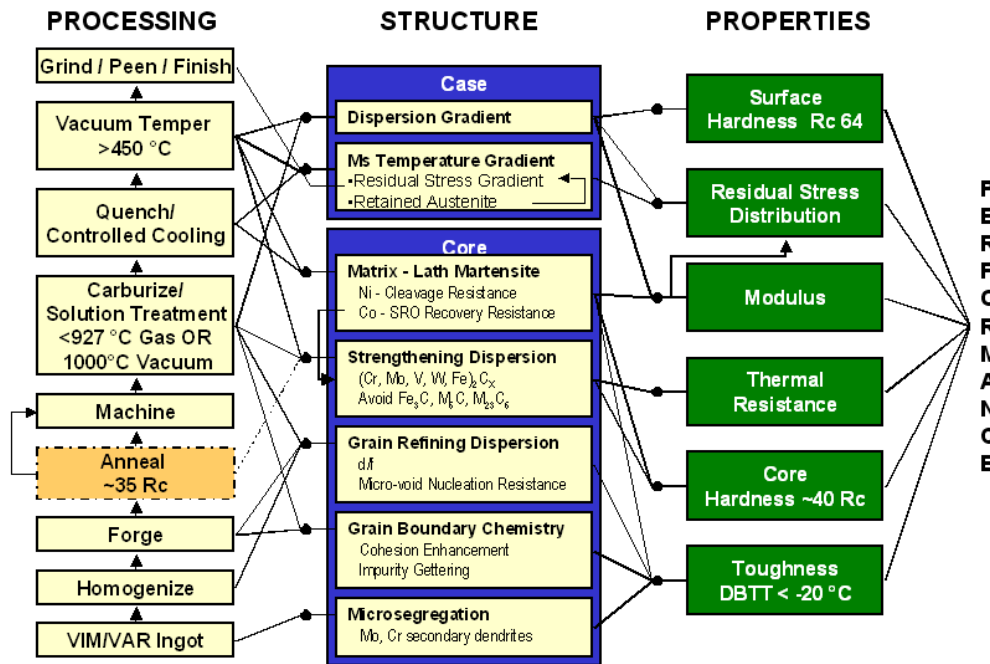 PROCESSING
Grind / Peen / Finish
Vacuum Temper
>450 °C
Quench/
Controlled Cooling
Carburize/
Solution Treatment
<927 °C Gas OR
1000°C Vacuum
Machine
Anneal
~35 Rc
Forge
Homogenize
VIM/VAR Ingot
STRUCTURE
Case
Dispersion Gradient
Ms Temperature Gradient
▪Residual Stress Gradient
▪Retained Austenite
Core
Matrix - Lath Martensite
Ni - Cleavage Resistance
Co - SRO Recovery Resistance
Strengthening Dispersion
(Cr, Mo, V, W, Fe)₂Cₓ
Avoid Fe₃C, M₆C, M₂₃C₆
Grain Refining Dispersion
d/f
Micro-void Nucleation Resistance
Grain Boundary Chemistry
Cohesion Enhancement
Impurity Gettering
Microsegregation
Mo, Cr secondary dendrites
PROPERTIES
Surface
Hardness Rc 64
Residual Stress
Distribution
Modulus
Thermal
Resistance
Core
Hardness ~40 Rc
Toughness
DBTT < -20 °C
P
E
R
F
O
R
M
A
N
C
E